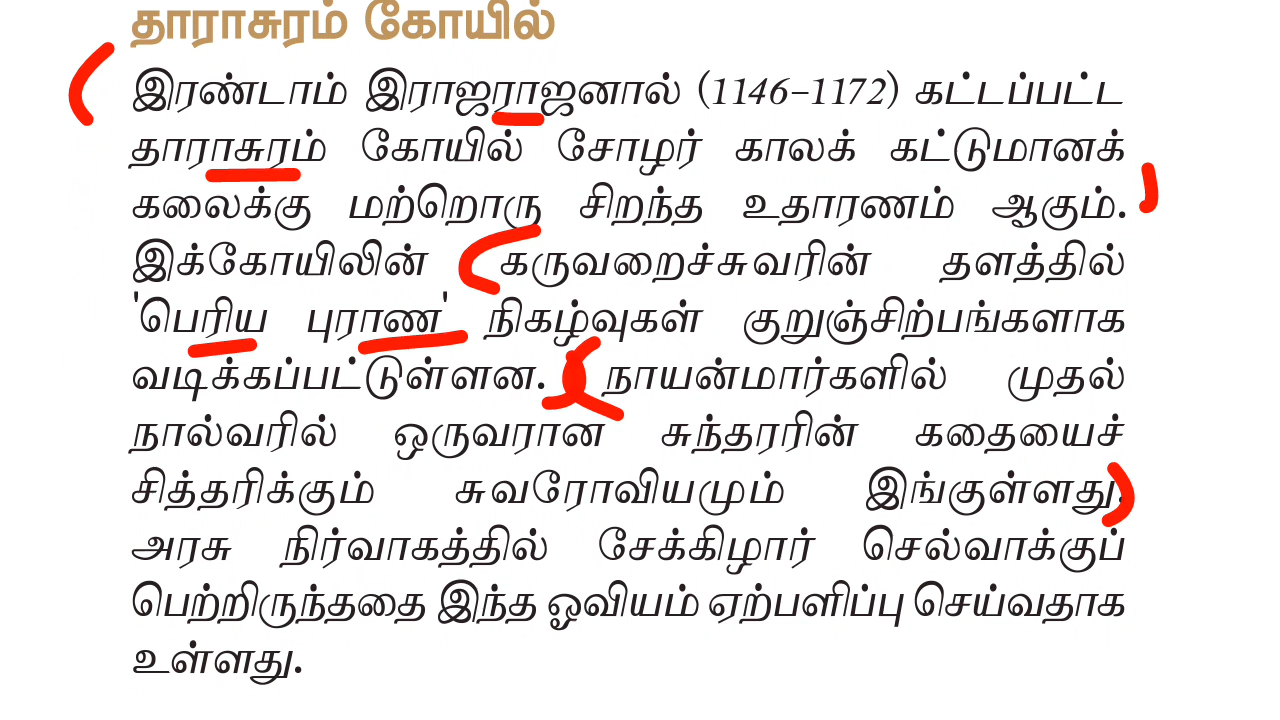 தாராசுரம் கோயில்
இரண்டாம் இராஜராஜனால் (1146–1172) கட்டப்பட்ட
தாராசுரம் கோயில் சோழர் காலக் கட்டுமானக்
கலைக்கு மற்றொரு சிறந்த உதாரணம் ஆகும்.
இக்கோயிலின் கருவறைச்சுவரின் தளத்தில்
'பெரிய புராண' நிகழ்வுகள் குறுஞ்சிற்பங்களாக
வடிக்கப்பட்டுள்ளன. நாயன்மார்களில் முதல்
நால்வரில் ஒருவரான சுந்தரரின் கதையைச்
சித்தரிக்கும் சுவரோவியமும் இங்குள்ளது.
அரசு நிர்வாகத்தில் சேக்கிழார் செல்வாக்குப்
பெற்றிருந்ததை இந்த ஓவியம் ஏற்பளிப்பு செய்வதாக
உள்ளது.